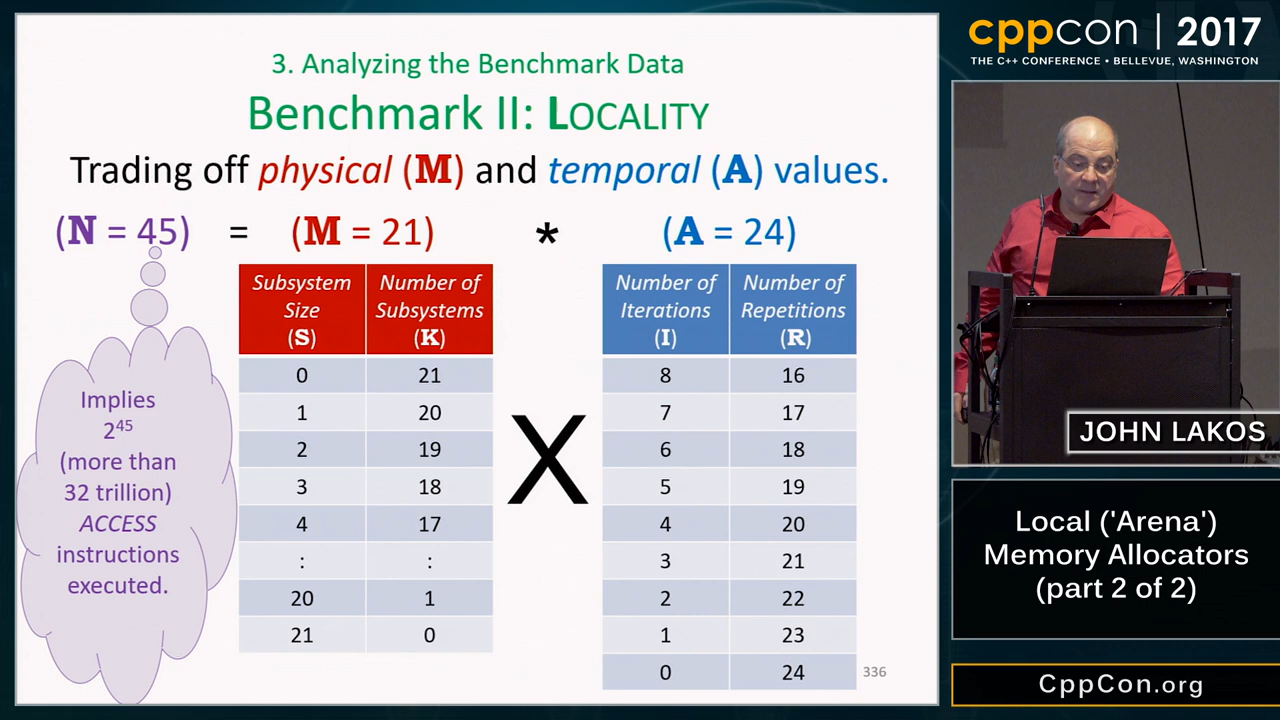 3. Analyzing the Benchmark Data
Benchmark II: LOCALITY
Trading off physical (M) and temporal (A) values.
(N = 45) = (M = 21) * (A = 24)
Subsystem Size (S) Number of Subsystems (K)
0 21
1 20
2 19
3 18
4 17
: :
20 1
21 0
X
Number of Iterations (I) Number of Repetitions (R)
8 16
7 17
6 18
5 19
4 20
3 21
2 22
1 23
0 24
Implies
2⁴⁵
(more than
32 trillion)
ACCESS
instructions
executed.
336
cppcon | 2017
THE C++ CONFERENCE • BELLEVUE, WASHINGTON
JOHN LAKOS
Local ('Arena')
Memory Allocators
(part 2 of 2)
CppCon.org